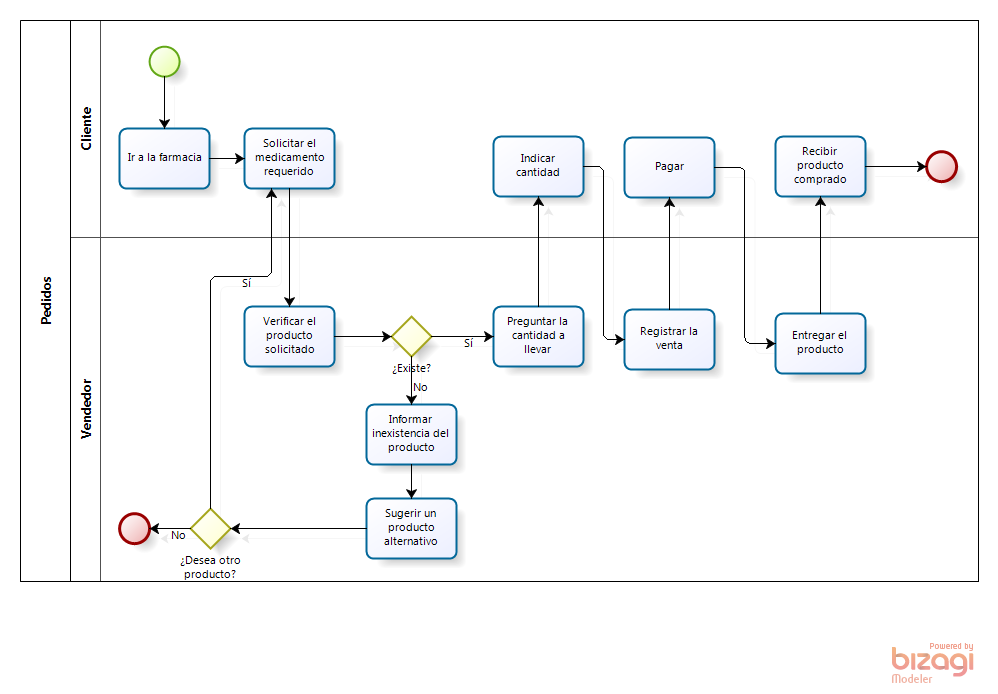 Pedidos
Cliente
Ir a la farmacia
Solicitar el
medicamento
requerido
Indicar
cantidad
Pagar
Recibir
producto
comprado
Vendedor
Sí
Verificar el
producto
solicitado
¿Existe?
Sí
No
Preguntar la
cantidad a
llevar
Registrar la
venta
Entregar el
producto
Informar
inexistencia del
producto
Sugerir un
producto
alternativo
No
¿Desea otro
producto?
Powered by
bizagi
Modeler